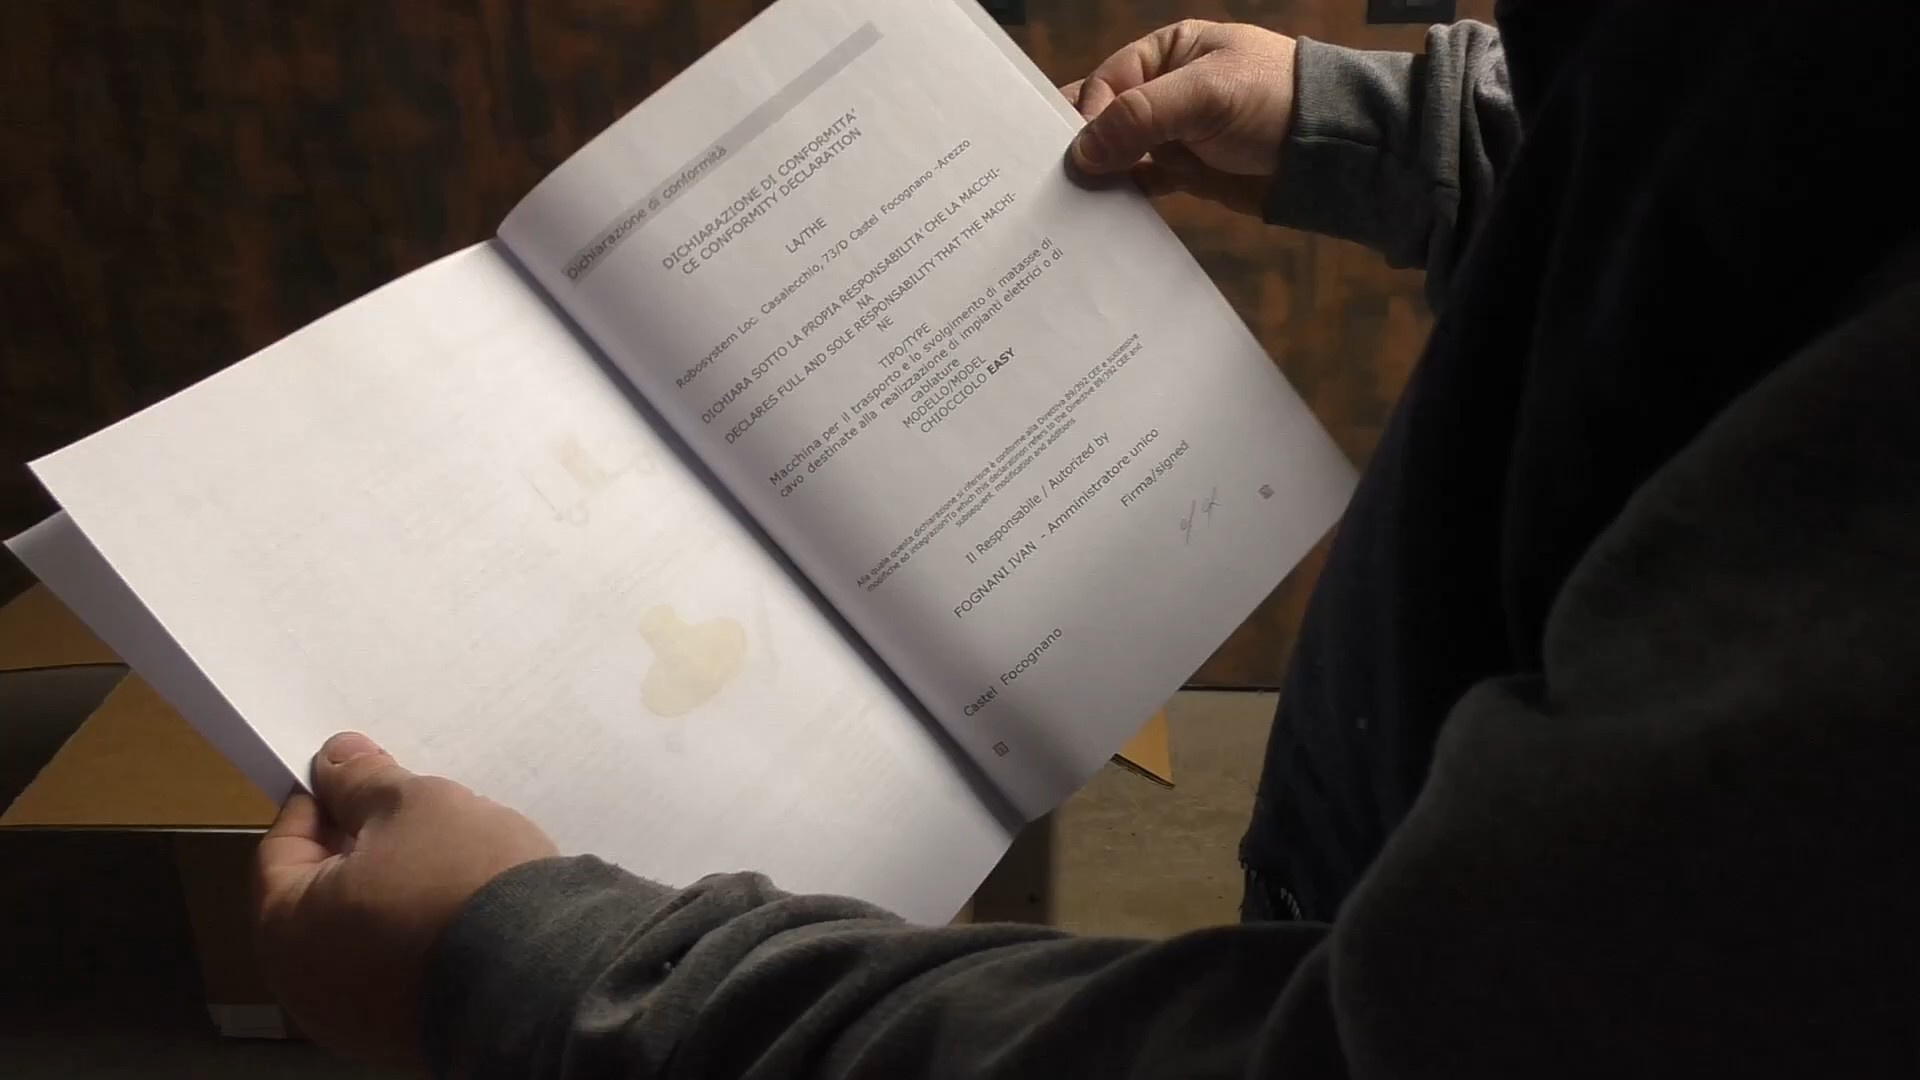 Dichiarazione di conformità
DICHIARAZIONE DI CONFORMITA'
CE CONFORMITY DECLARATION
LA/THE
Robosystem Loc. Casalecchio, 73/D Castel Focognano -Arezzo
DICHIARA SOTTO LA PROPIA RESPONSABILITA' CHE LA MACCHI-
NA
DECLARES FULL AND SOLE RESPONSABILITY THAT THE MACHI-
NE
TIPO/TYPE
Macchina per il trasporto e lo svolgimento di matasse di
cavo destinate alla realizzazione di impianti elettrici o di
cablature
MODELLO/MODEL
CHIOCCIOLO EASY
Alla quale questa dichiarazione si riferisce è conforme alla Direttiva 89/392 CEE e successive
modifiche ed integrazioni/To which this declaration refers to the Directive 89/392 CEE and
subsequent modification and additions
Il Responsabile / Autorized by
FOGNANI IVAN - Amministratore unico
Firma/signed
Castel Focognano